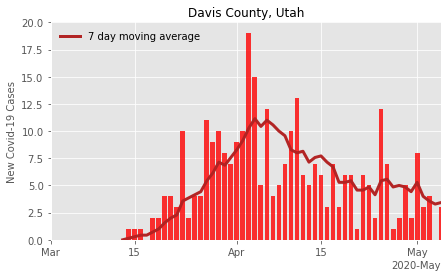 Davis County, Utah
20.0
17.5
15.0
12.5
10.0
7.5
5.0
2.5
0.0
New Covid-19 Cases
7 day moving average
Mar
15
Apr
15
May
2020-May